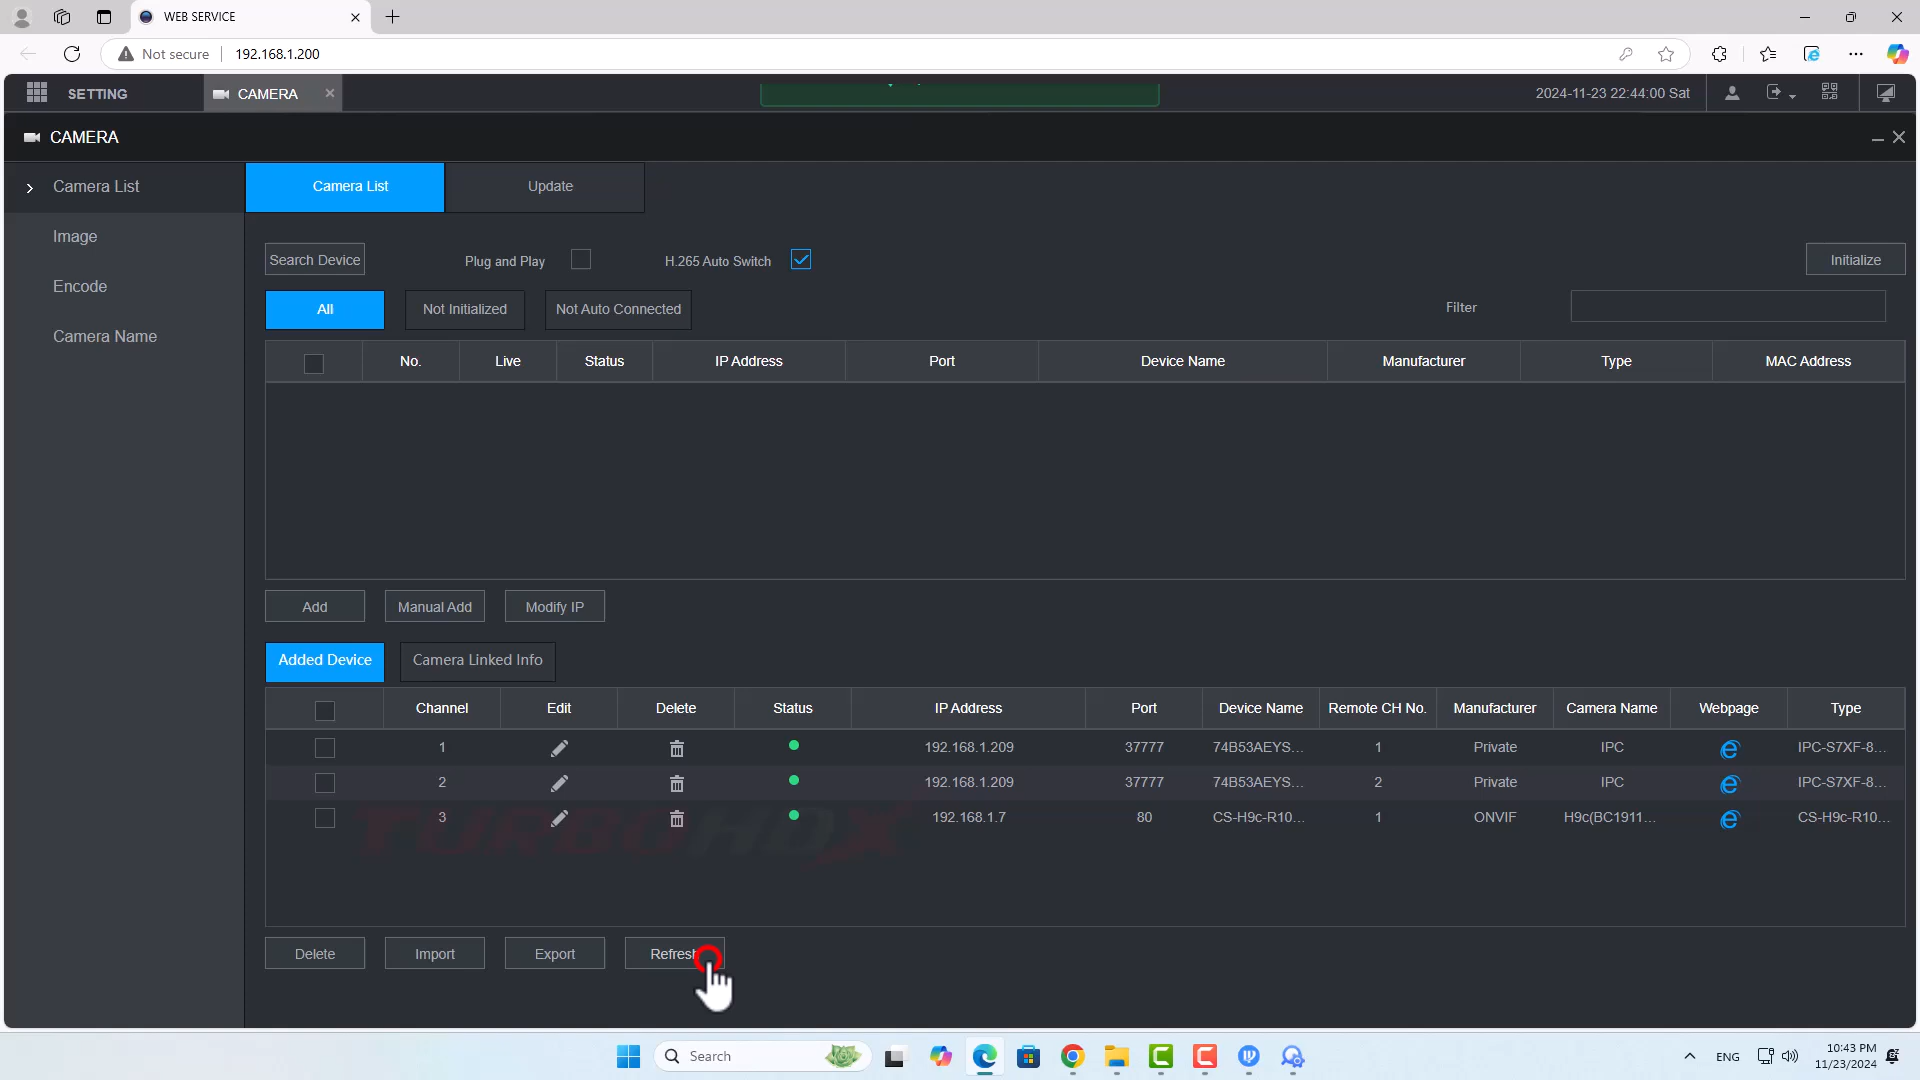 WEB SERVICE
Not secure 192.168.1.200
SETTING CAMERA 2024-11-23 22:44:00 Sat
CAMERA
Camera List Camera List Update
Image
Encode
Camera Name
Search Device Plug and Play H.265 Auto Switch Initialize
All Not Initialized Not Auto Connected Filter
No. Live Status IP Address Port Device Name Manufacturer Type MAC Address
Add Manual Add Modify IP
Added Device Camera Linked Info
Channel Edit Delete Status IP Address Port Device Name Remote CH No. Manufacturer Camera Name Webpage Type
1 192.168.1.209 37777 74B53AEYS... 1 Private IPC IPC-S7XF-8...
2 192.168.1.209 37777 74B53AEYS... 2 Private IPC IPC-S7XF-8...
3 192.168.1.7 80 CS-H9c-R10... 1 ONVIF H9c(BC1911... CS-H9c-R10...
TURBOHDX
Delete Import Export Refresh
Search ENG 10:43 PM
11/23/2024